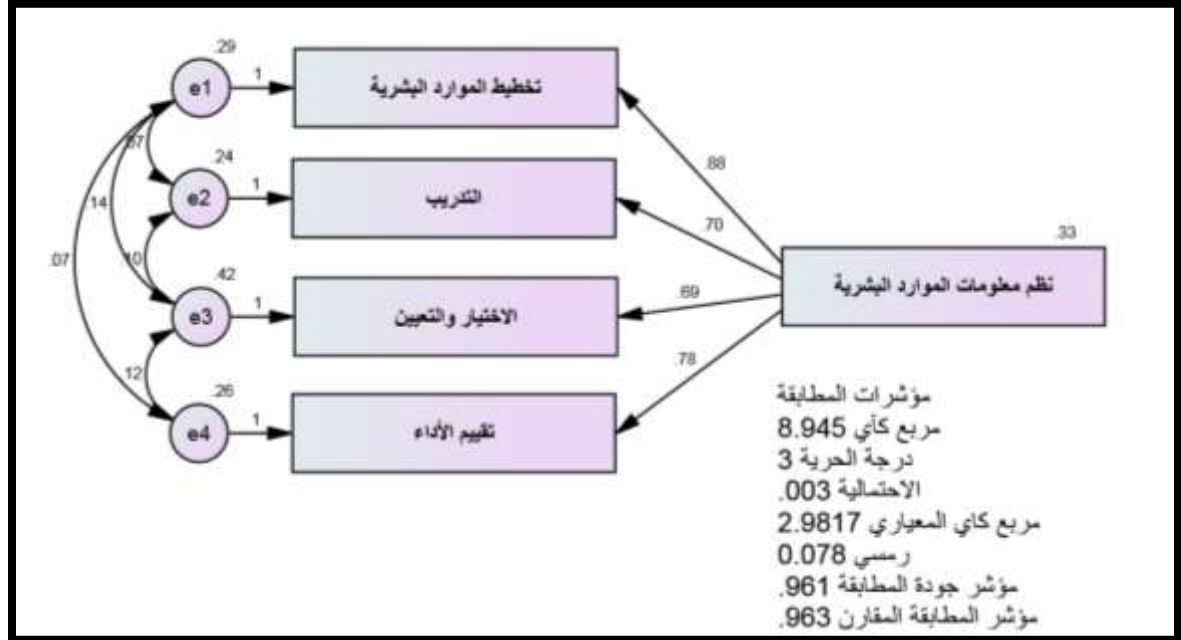 .29
e1
1
تخطيط الموارد البشرية
.07
.24
e2
1
التدريب
.14
.10
.42
e3
1
الاختيار والتعيين
.07
.12
.26
e4
1
تقييم الأداء
.88
.70
.69
.78
.33
نظم معلومات الموارد البشرية
مؤشرات المطابقة
مربع كآي 8.945
درجة الحرية 3
الاحتمالية 003.
مربع كاي المعياري 2.9817
رمسي 0.078
مؤشر جودة المطابقة 961.
مؤشر المطابقة المقارن 963.